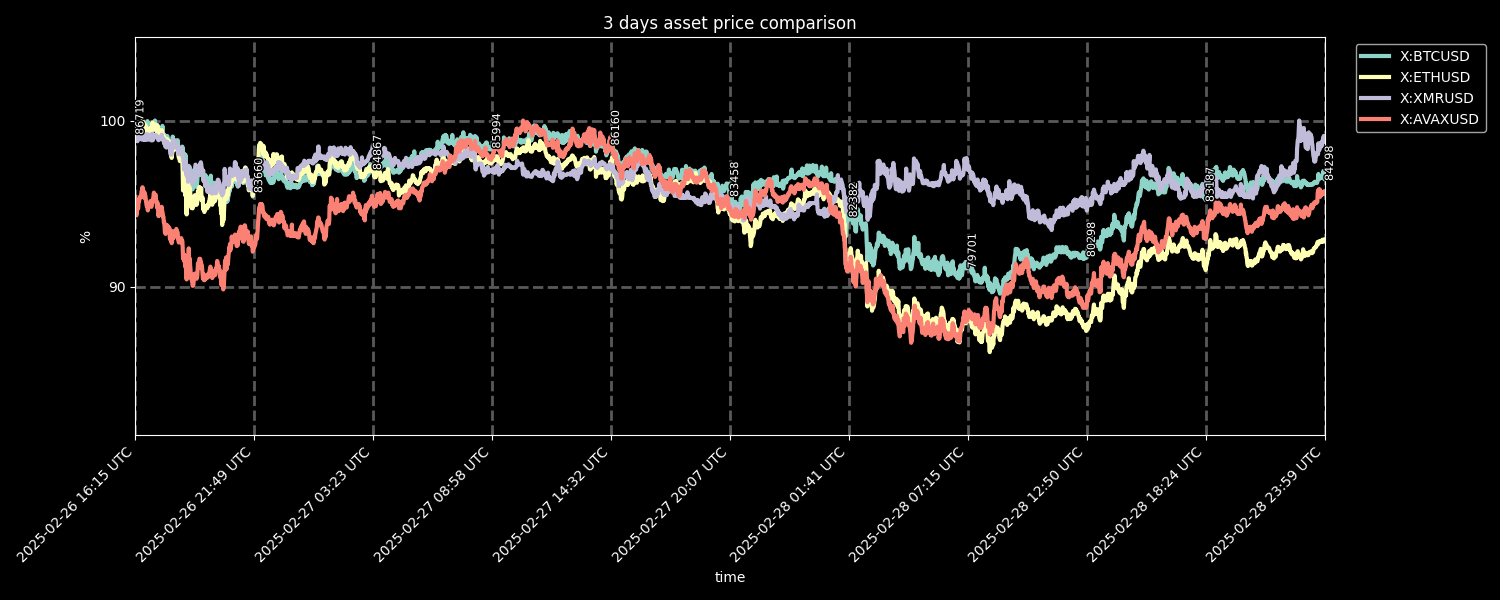 3 days asset price comparison
X:BTCUSD
X:ETHUSD
X:XMRUSD
X:AVAXUSD
100
90
%
86719
83660
84867
85994
86160
83458
82382
79701
80298
83187
84298
2025-02-26 16:15 UTC
2025-02-26 21:49 UTC
2025-02-27 03:23 UTC
2025-02-27 08:58 UTC
2025-02-27 14:32 UTC
2025-02-27 20:07 UTC
2025-02-28 01:41 UTC
2025-02-28 07:15 UTC
2025-02-28 12:50 UTC
2025-02-28 18:24 UTC
2025-02-28 23:59 UTC
time